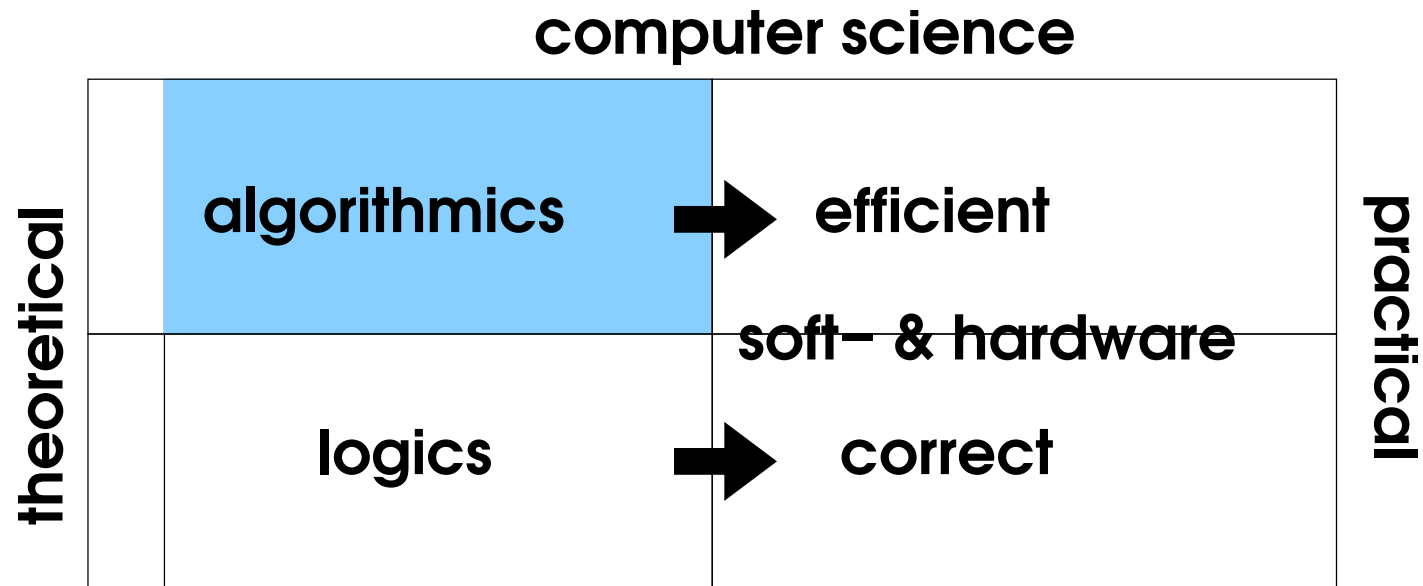 computer science
theoretical
algorithmics
efficient
practical
soft– & hardware
logics
correct